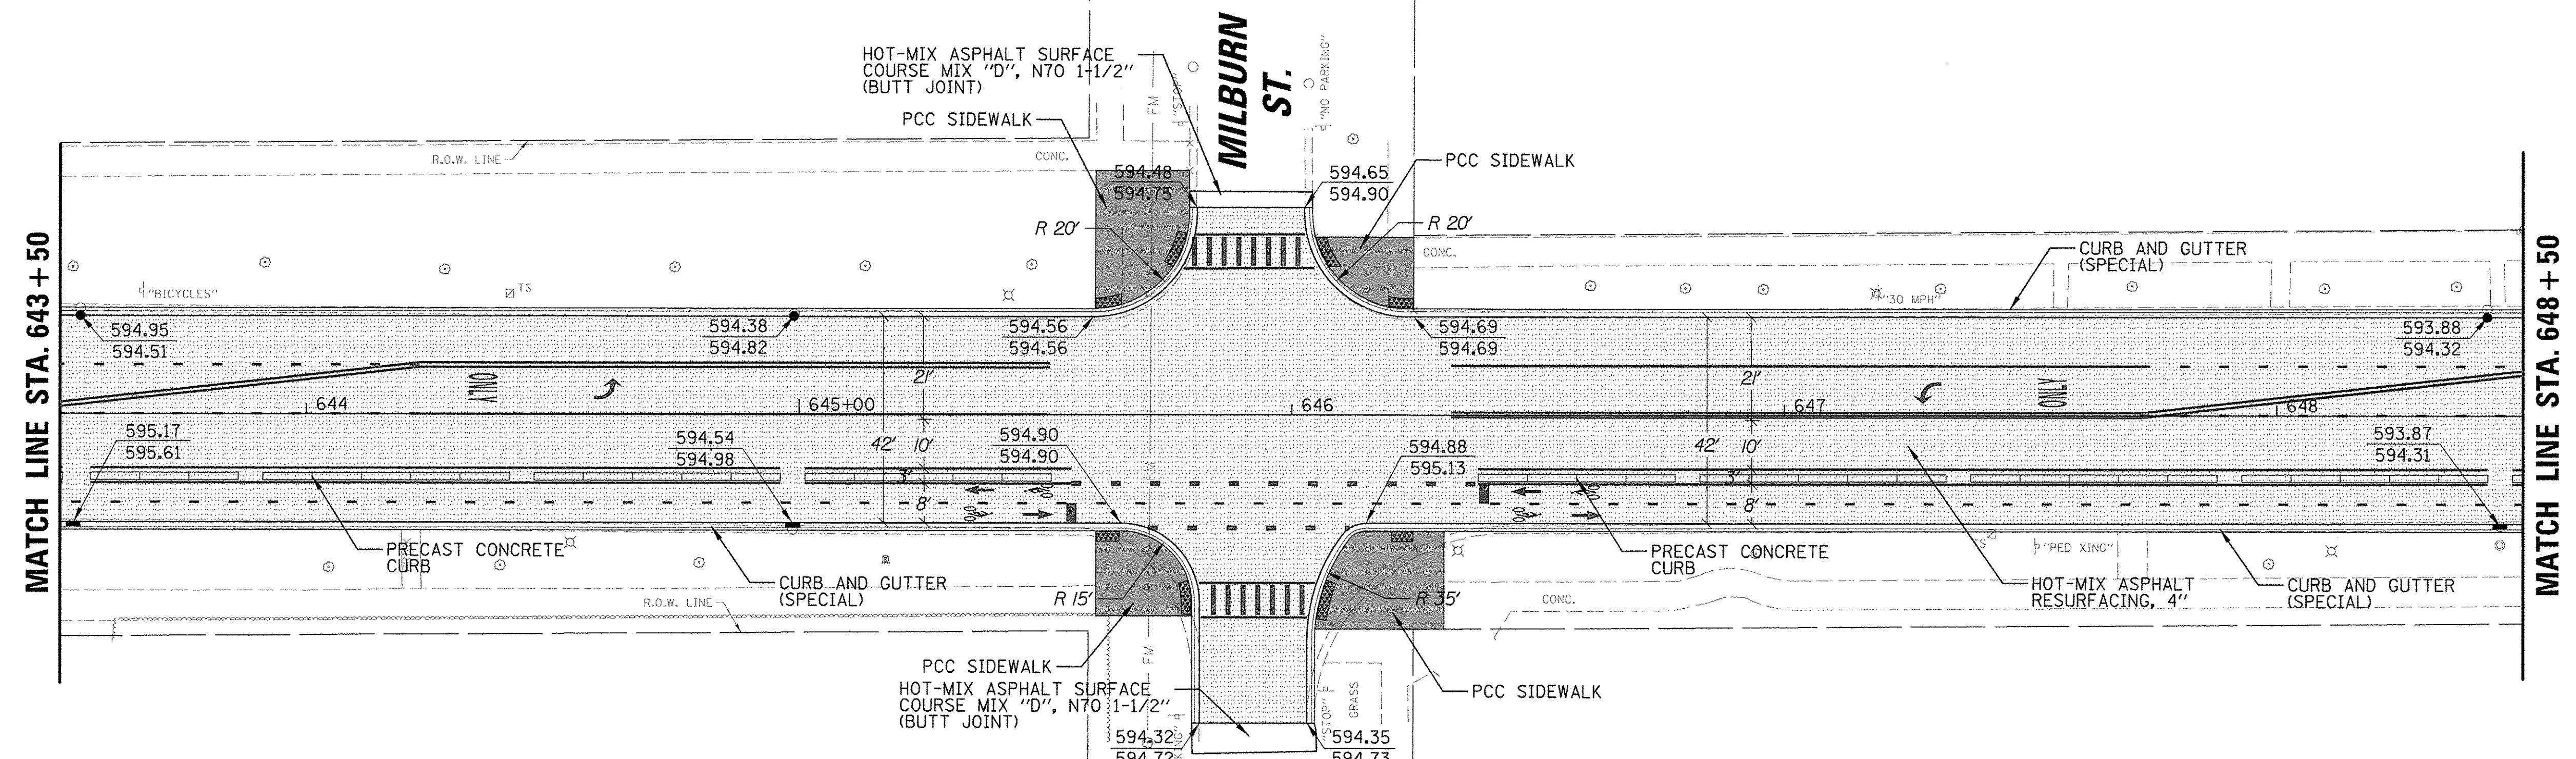 MILBURN
ST.
HOT-MIX ASPHALT SURFACE
COURSE MIX "D", N70 1-1/2"
(BUTT JOINT)
PCC SIDEWALK
FM
"STOP"
"NO PARKING"
R.O.W. LINE
CONC.
594.48
594.75
594.65
594.90
PCC SIDEWALK
R 20'
R 20'
CONC.
CURB AND GUTTER
(SPECIAL)
MATCH LINE STA. 643+50
MATCH LINE STA. 648+50
"BICYCLES"
TS
"30 MPH"
594.95
594.51
594.38
594.82
594.56
594.56
594.69
594.69
593.88
594.32
ONLY
21'
21'
ONLY
644
645+00
646
647
648
595.17
595.61
594.54
594.98
594.90
594.90
42'
10'
594.88
595.13
42'
10'
593.87
594.31
3'
3'
FM
8'
8'
PRECAST CONCRETE
CURB
CURB AND GUTTER
(SPECIAL)
PRECAST CONCRETE
CURB
TS
"PED XING"
HOT-MIX ASPHALT
RESURFACING, 4"
CURB AND GUTTER
(SPECIAL)
R.O.W. LINE
R 15'
R 35'
CONC.
FM
PCC SIDEWALK
HOT-MIX ASPHALT SURFACE
COURSE MIX "D", N70 1-1/2"
(BUTT JOINT)
PCC SIDEWALK
"STOP"
GRASS
594.32
594.72
594.35
594.73